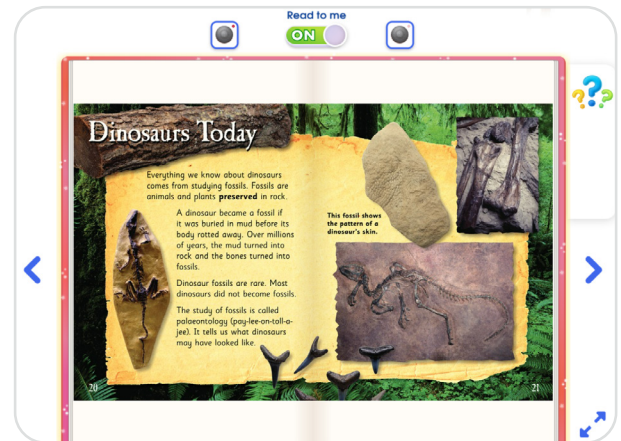 Read to me
ON
Dinosaurs Today
Everything we know about dinosaurs
comes from studying fossils. Fossils are
animals and plants preserved in rock.
A dinosaur became a fossil if
it was buried in mud before its
body rotted away. Over millions
of years, the mud turned into
rock and the bones turned into
fossils.
Dinosaur fossils are rare. Most
dinosaurs did not become fossils.
The study of fossils is called
palaeontology (pay-lee-on-toll-o-
jee). It tells us what dinosaurs
may have looked like.
This fossil shows
the pattern of a
dinosaur's skin.
20
21
???